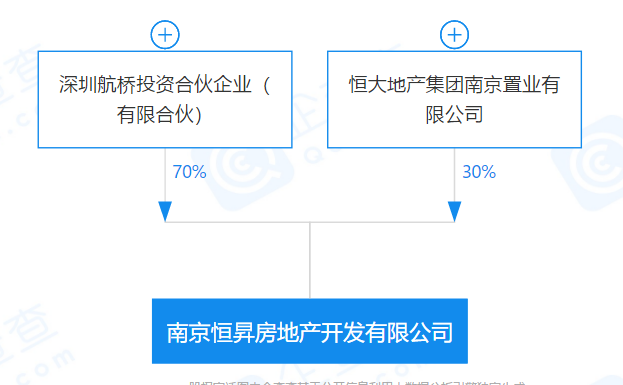 深圳航桥投资合伙企业（
有限合伙）
恒大地产集团南京置业有
限公司
70%
30%
南京恒昇房地产开发有限公司